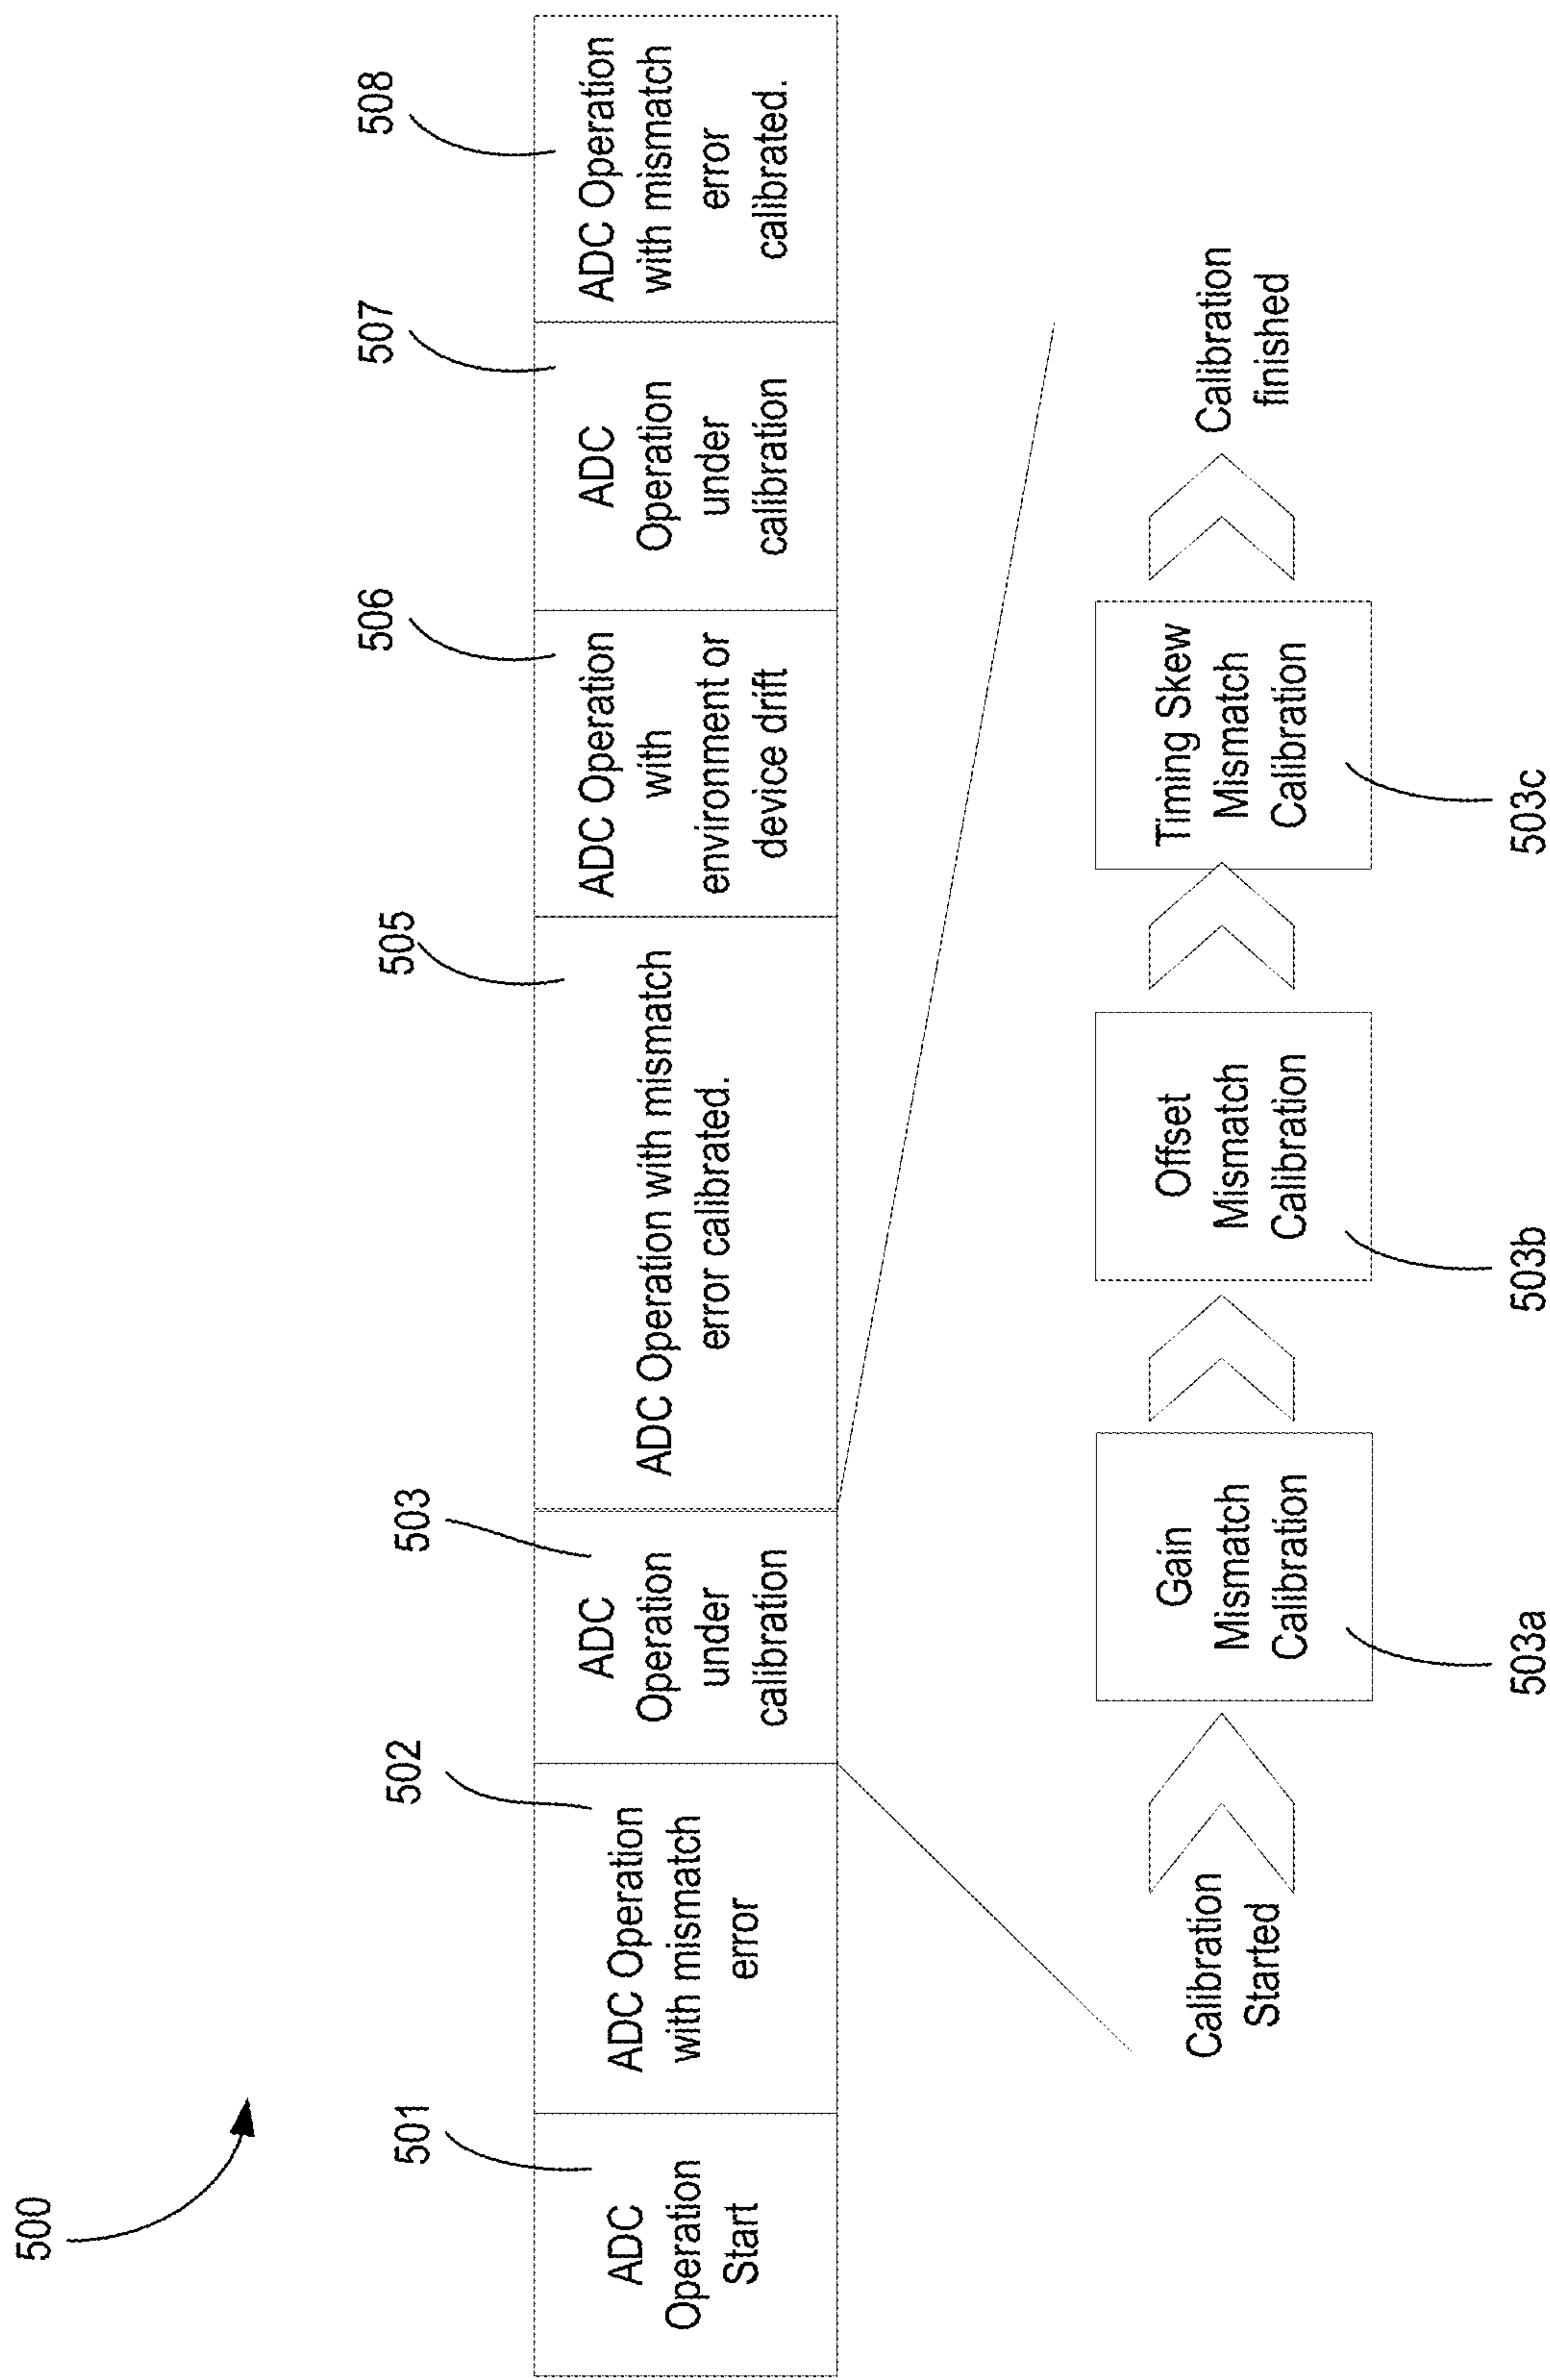 500
501
502
503
505
506
507
508
ADC
Operation
Start
ADC Operation
with mismatch
error
ADC
Operation
under
calibration
ADC Operation with mismatch
error calibrated.
ADC Operation
with
environment or
device drift
ADC
Operation
under
calibration
ADC Operation
with mismatch
error
calibrated.
Calibration
Started
Gain
Mismatch
Calibration
Offset
Mismatch
Calibration
Timing Skew
Mismatch
Calibration
Calibration
finished
503a
503b
503c